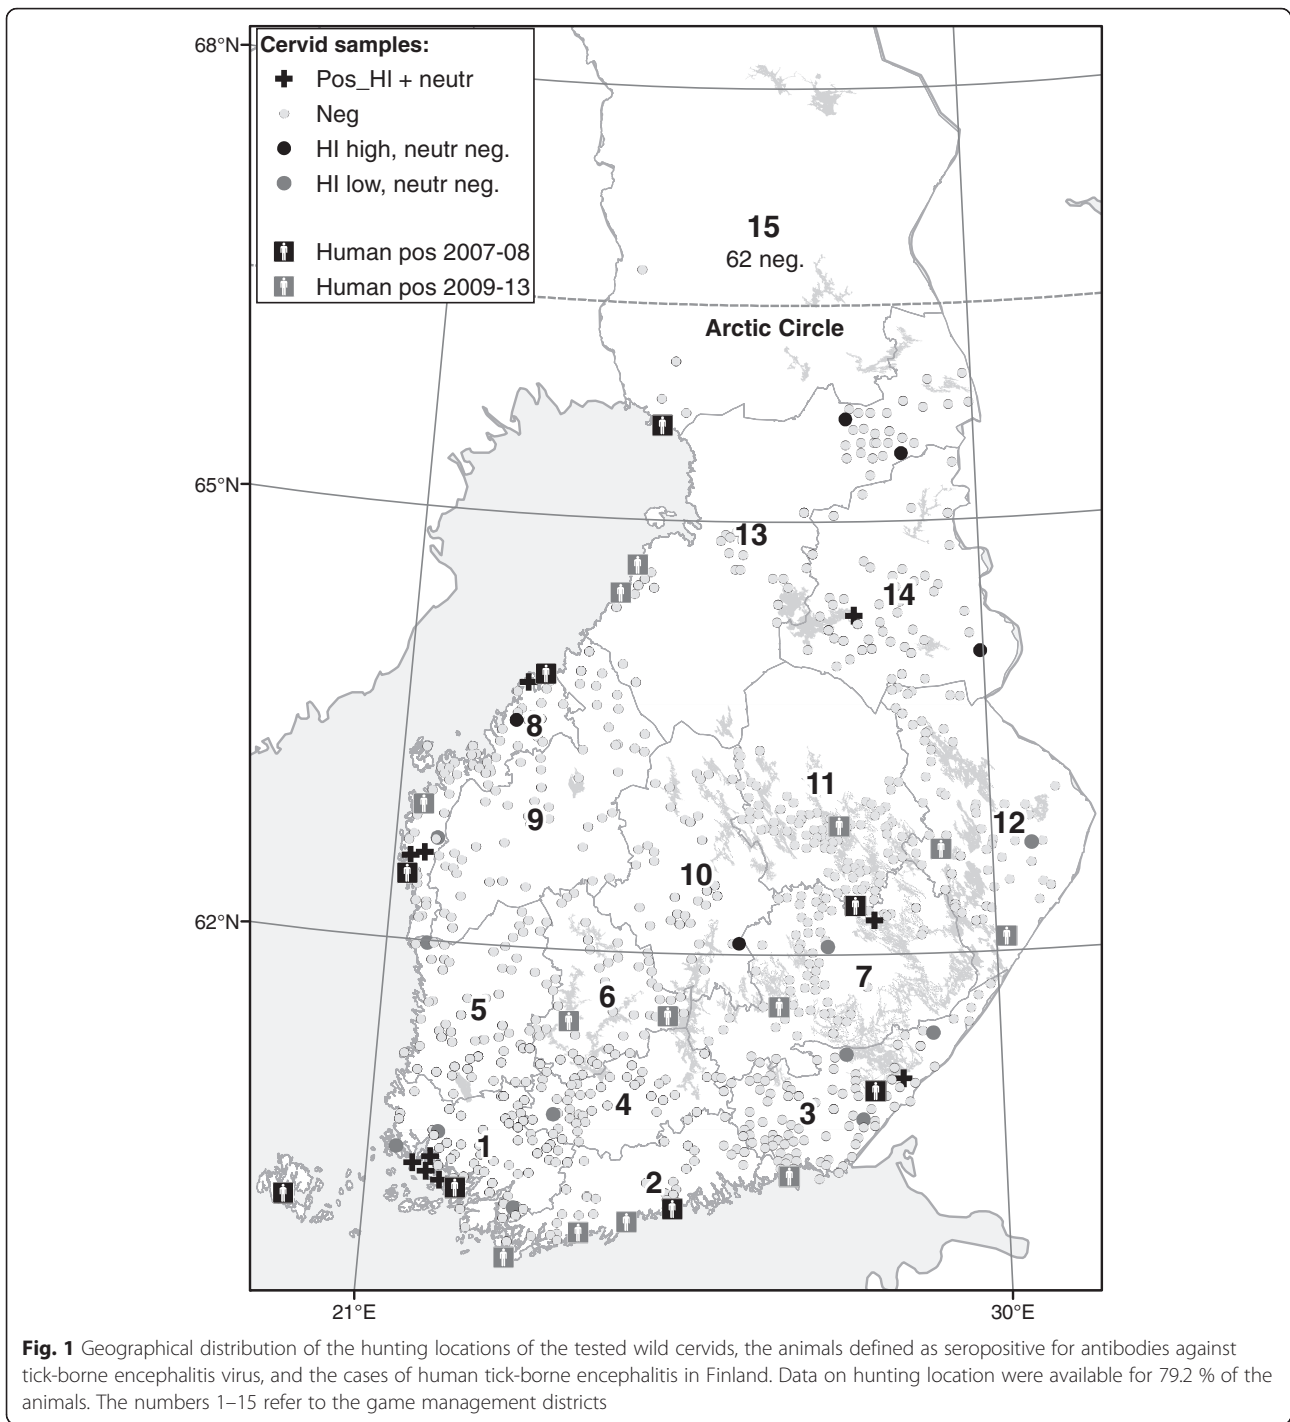 68°N
Cervid samples:
Pos_HI + neutr
Neg
HI high, neutr neg.
HI low, neutr neg.
Human pos 2007-08
Human pos 2009-13
15
62 neg.
Arctic Circle
65°N
13
14
8
11
9
12
10
62°N
7
6
5
4
3
1
2
21°E
30°E
Fig. 1 Geographical distribution of the hunting locations of the tested wild cervids, the animals defined as seropositive for antibodies against
tick-borne encephalitis virus, and the cases of human tick-borne encephalitis in Finland. Data on hunting location were available for 79.2 % of the
animals. The numbers 1–15 refer to the game management districts